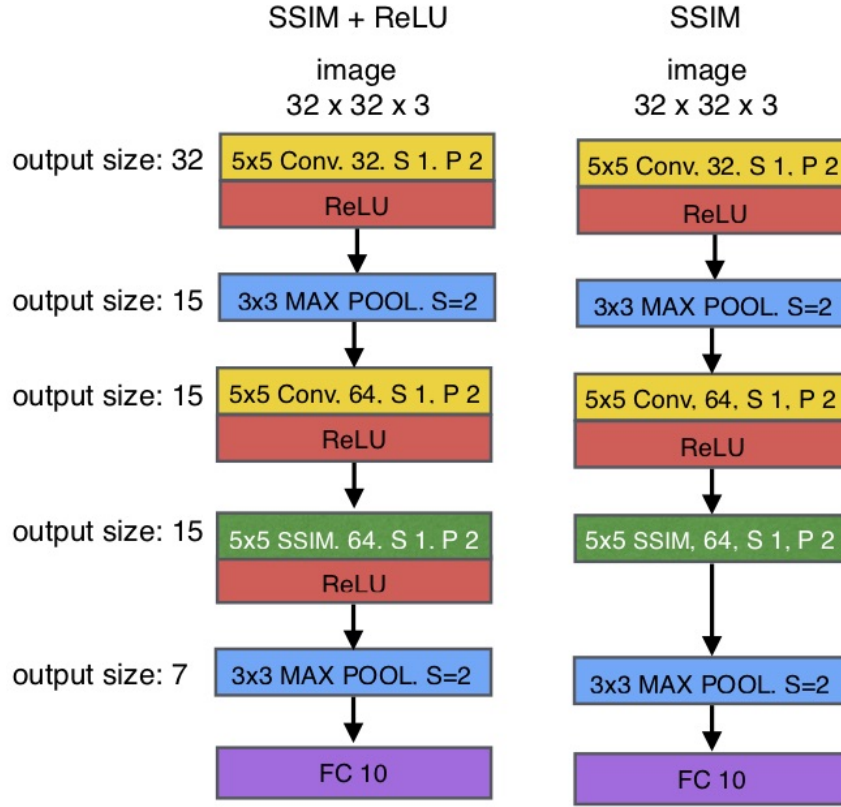 SSIM + ReLU
image
32 x 32 x 3
output size: 32
5x5 Conv. 32. S 1. P 2
ReLU
output size: 15
3x3 MAX POOL. S=2
output size: 15
5x5 Conv. 64. S 1. P 2
ReLU
output size: 15
5x5 SSIM. 64. S 1. P 2
ReLU
output size: 7
3x3 MAX POOL. S=2
FC 10
SSIM
image
32 x 32 x 3
5x5 Conv, 32, S 1, P 2
ReLU
3x3 MAX POOL. S=2
5x5 Conv, 64, S 1, P 2
ReLU
5x5 SSIM, 64, S 1, P 2
3x3 MAX POOL. S=2
FC 10